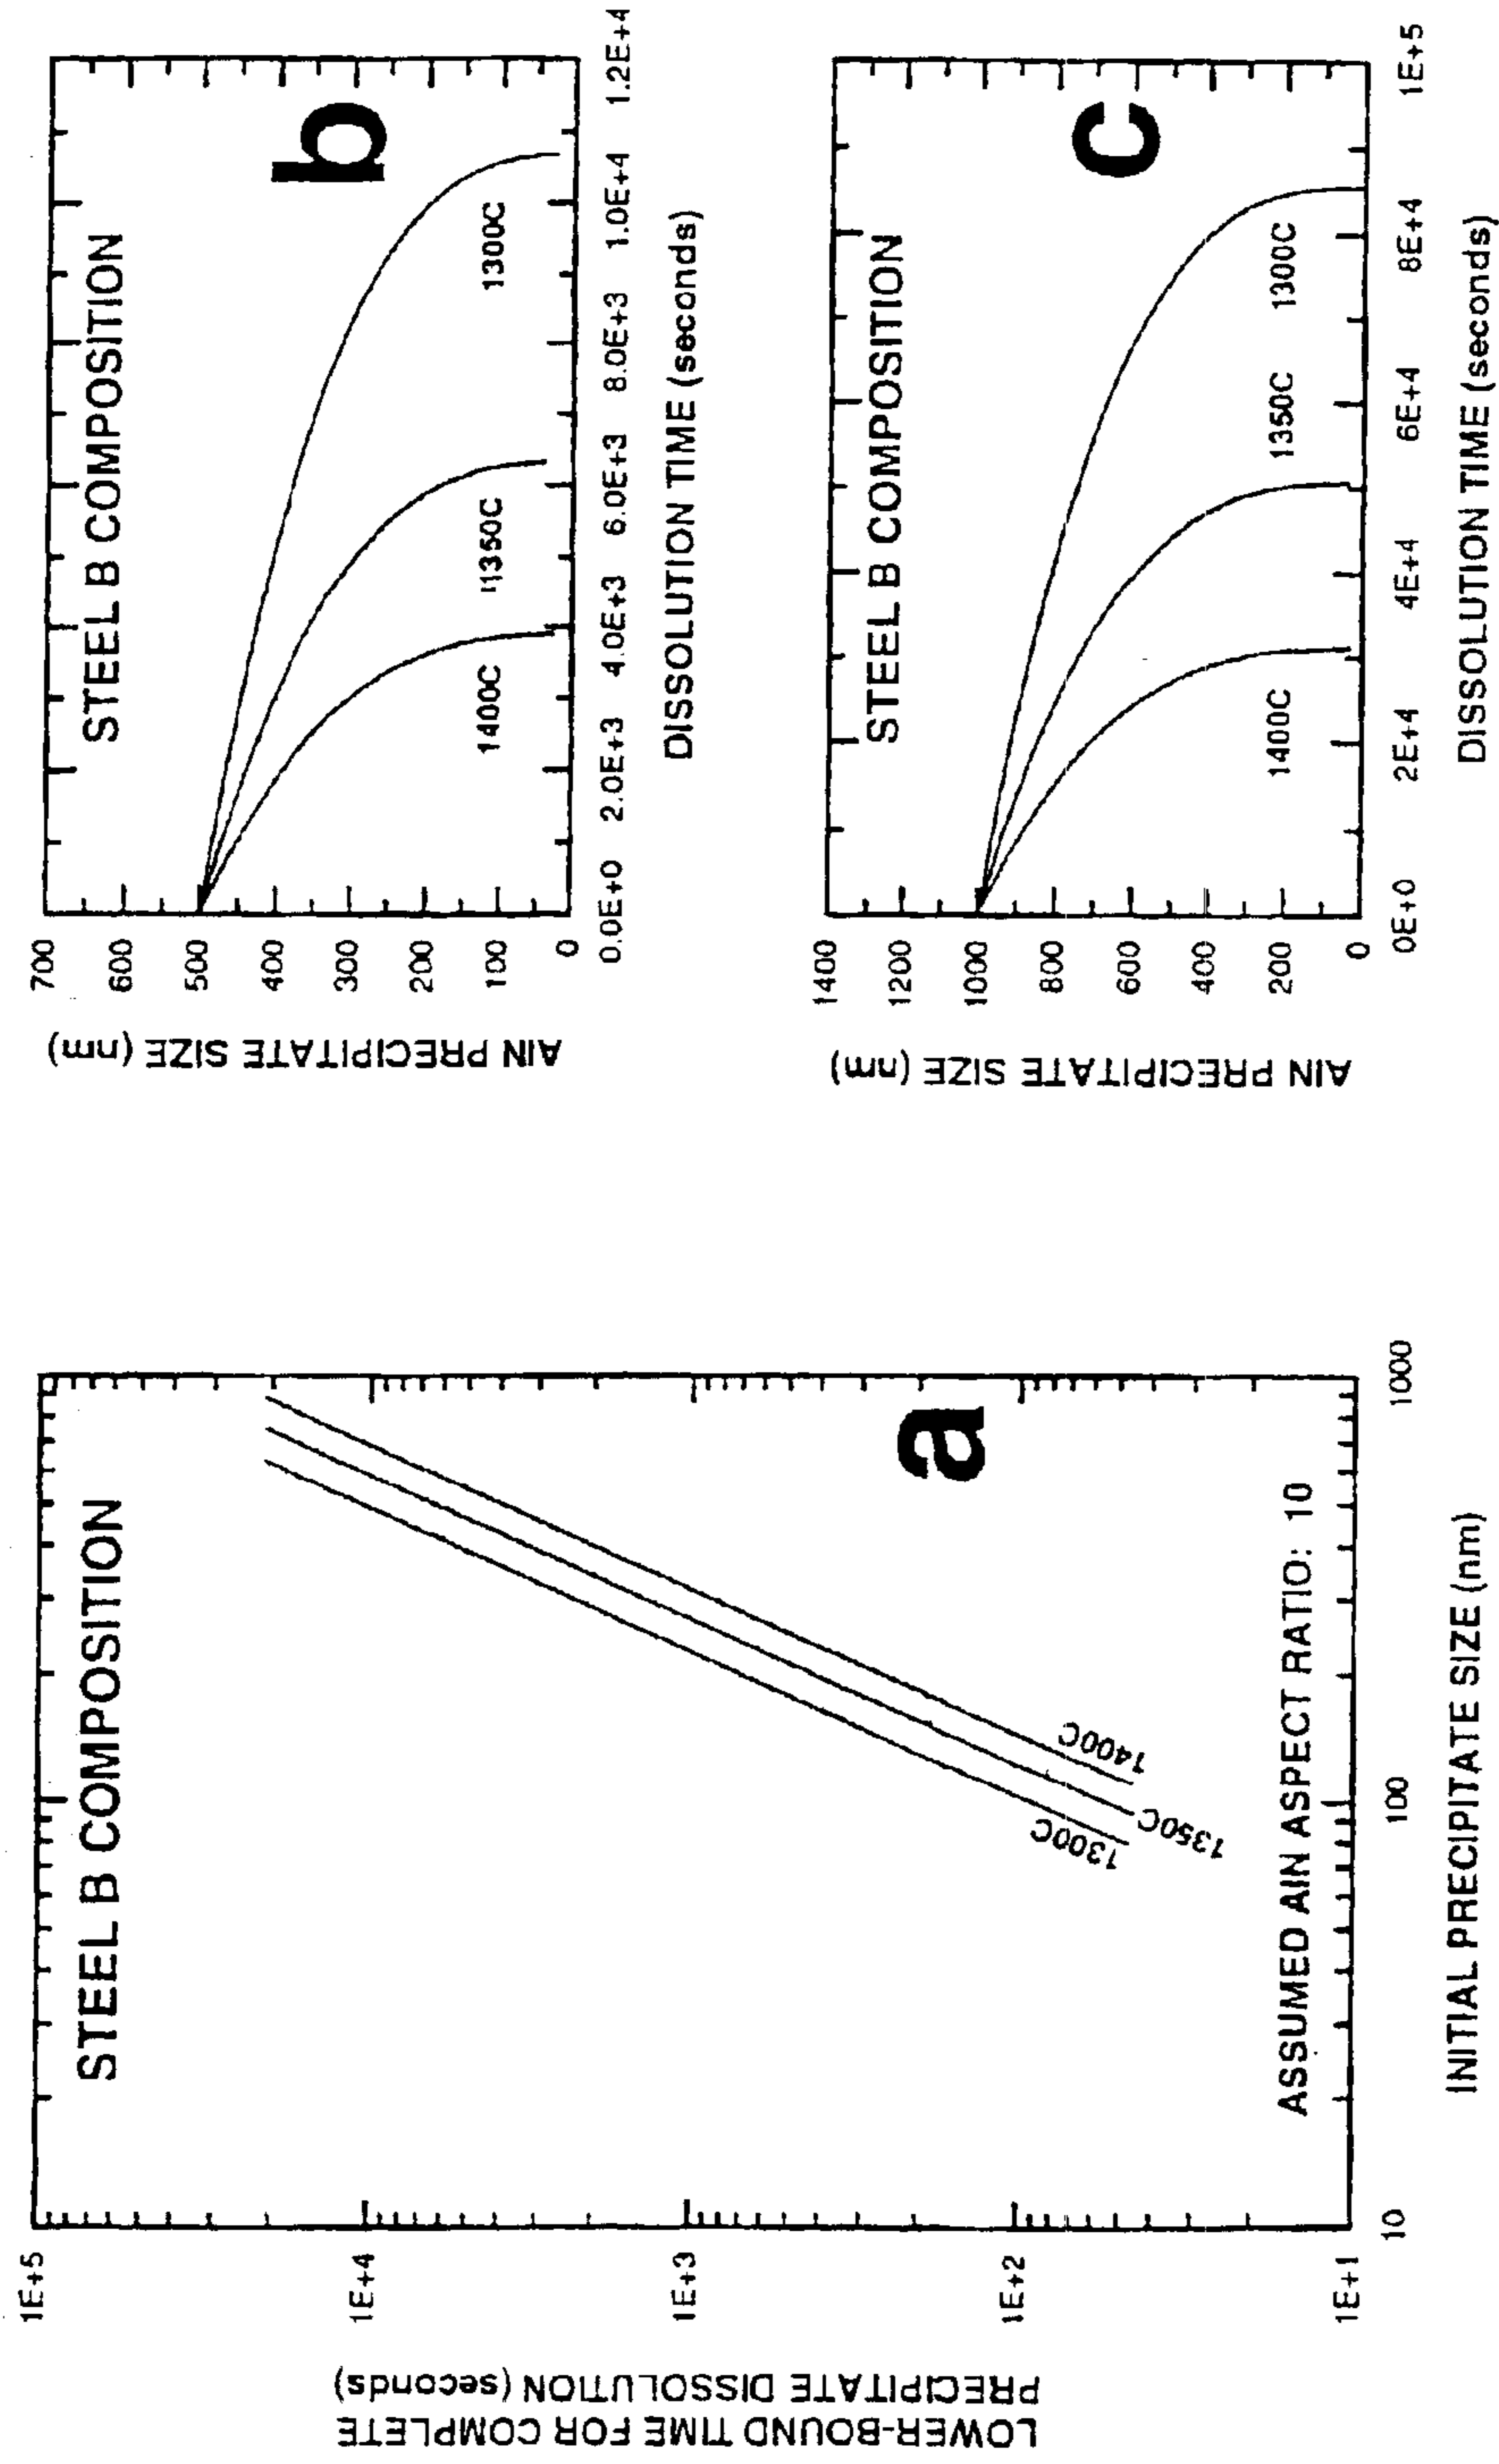 STEEL B COMPOSITION
LOWER-BOUND TIME FOR COMPLETE
PRECIPITATE DISSOLUTION (seconds)
1E+5
1E+4
1E+3
1E+2
1E+1
1300C
1350C
1400C
a
ASSUMED AlN ASPECT RATIO: 10
10
100
1000
INITIAL PRECIPITATE SIZE (nm)
STEEL B COMPOSITION
b
AlN PRECIPITATE SIZE (nm)
700
600
500
400
300
200
100
0
1400C
1350C
1300C
0.0E+0
2.0E+3
4.0E+3
6.0E+3
8.0E+3
1.0E+4
1.2E+4
DISSOLUTION TIME (seconds)
STEEL B COMPOSITION
c
AlN PRECIPITATE SIZE (nm)
1400
1200
1000
800
600
400
200
0
1400C
1350C
1300C
0E+0
2E+4
4E+4
6E+4
8E+4
1E+5
DISSOLUTION TIME (seconds)